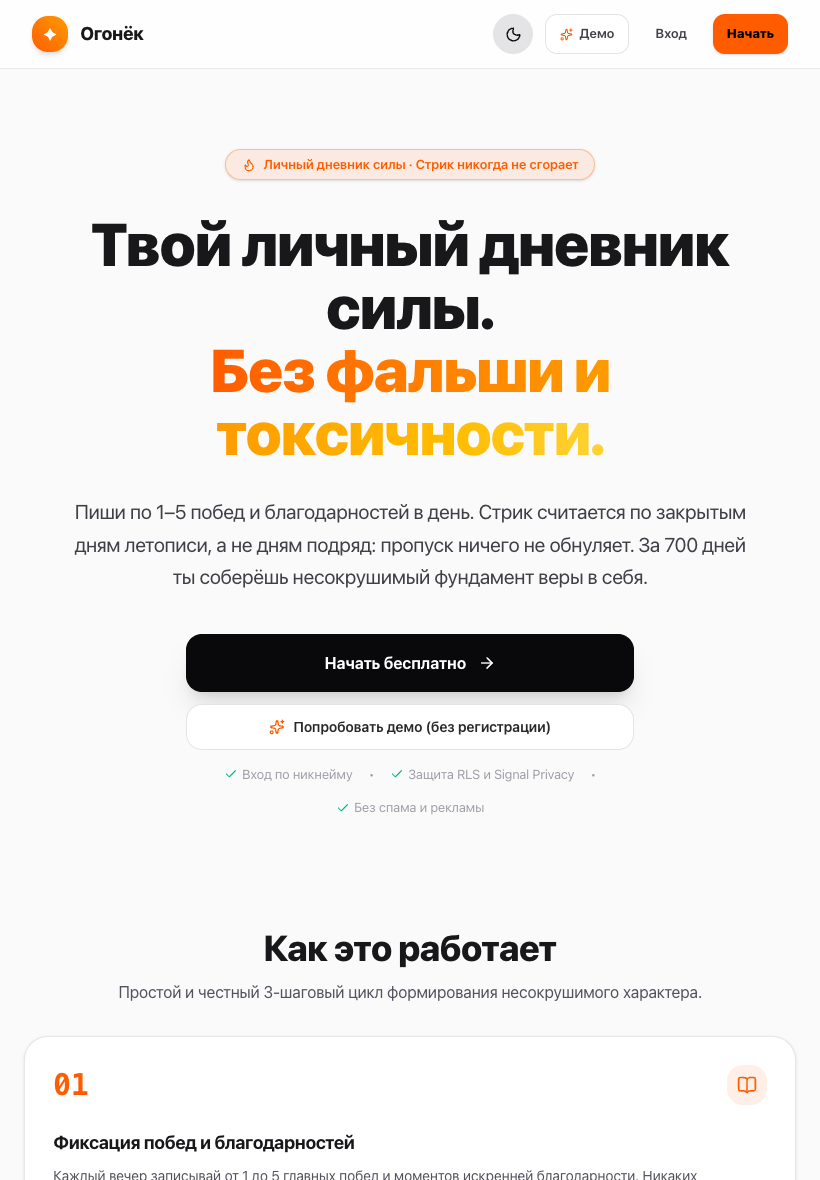 Огонёк
Демо
Вход
Начать
Личный дневник силы · Стрик никогда не сгорает
Твой личный дневник
силы.
Без фальши и
токсичности.
Пиши по 1–5 побед и благодарностей в день. Стрик считается по закрытым
дням летописи, а не дням подряд: пропуск ничего не обнуляет. За 700 дней
ты соберёшь несокрушимый фундамент веры в себя.
Начать бесплатно
Попробовать демо (без регистрации)
Вход по никнейму • Защита RLS и Signal Privacy •
Без спама и рекламы
Как это работает
Простой и честный 3-шаговый цикл формирования несокрушимого характера.
01
Фиксация побед и благодарностей
Каждый вечер записывай от 1 до 5 главных побед и моментов искренней благодарности. Никаких